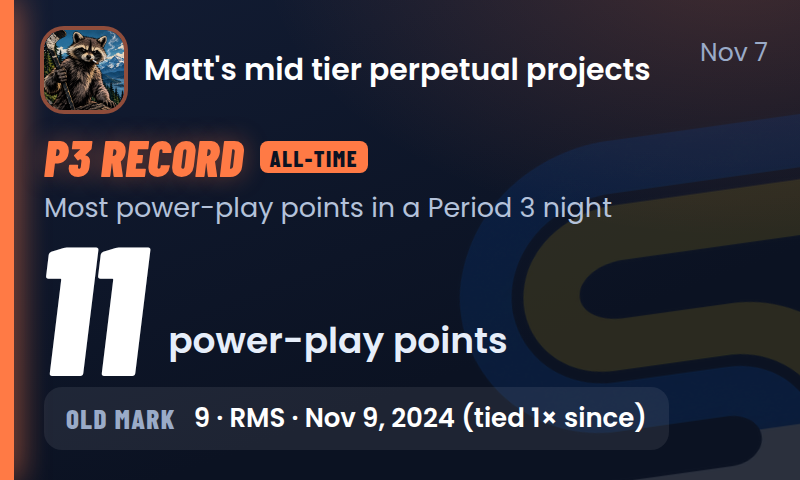 Matt's mid tier perpetual projects
Nov 7
P3 RECORD
ALL-TIME
Most power-play points in a Period 3 night
11 power-play points
OLD MARK 9 · RMS · Nov 9, 2024 (tied 1× since)